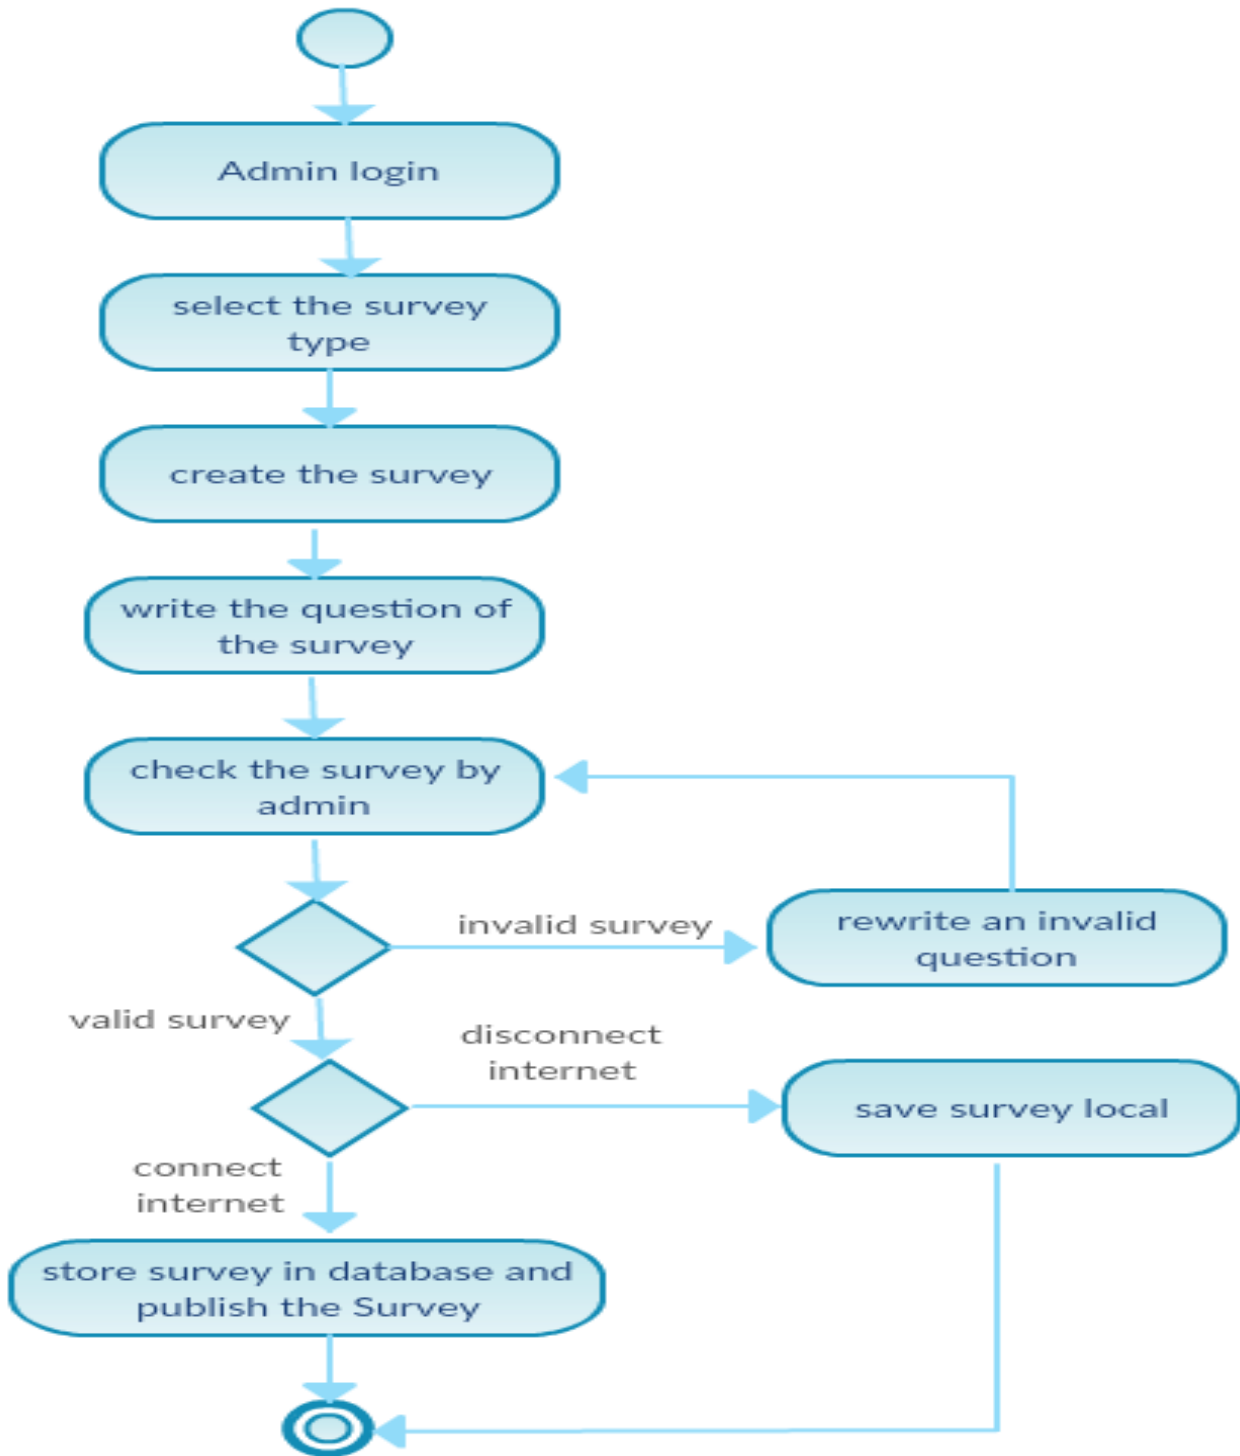 Admin login
select the survey
type
create the survey
write the question of
the survey
check the survey by
admin
invalid survey
rewrite an invalid
question
valid survey
disconnect
internet
save survey local
connect
internet
store survey in database and
publish the Survey